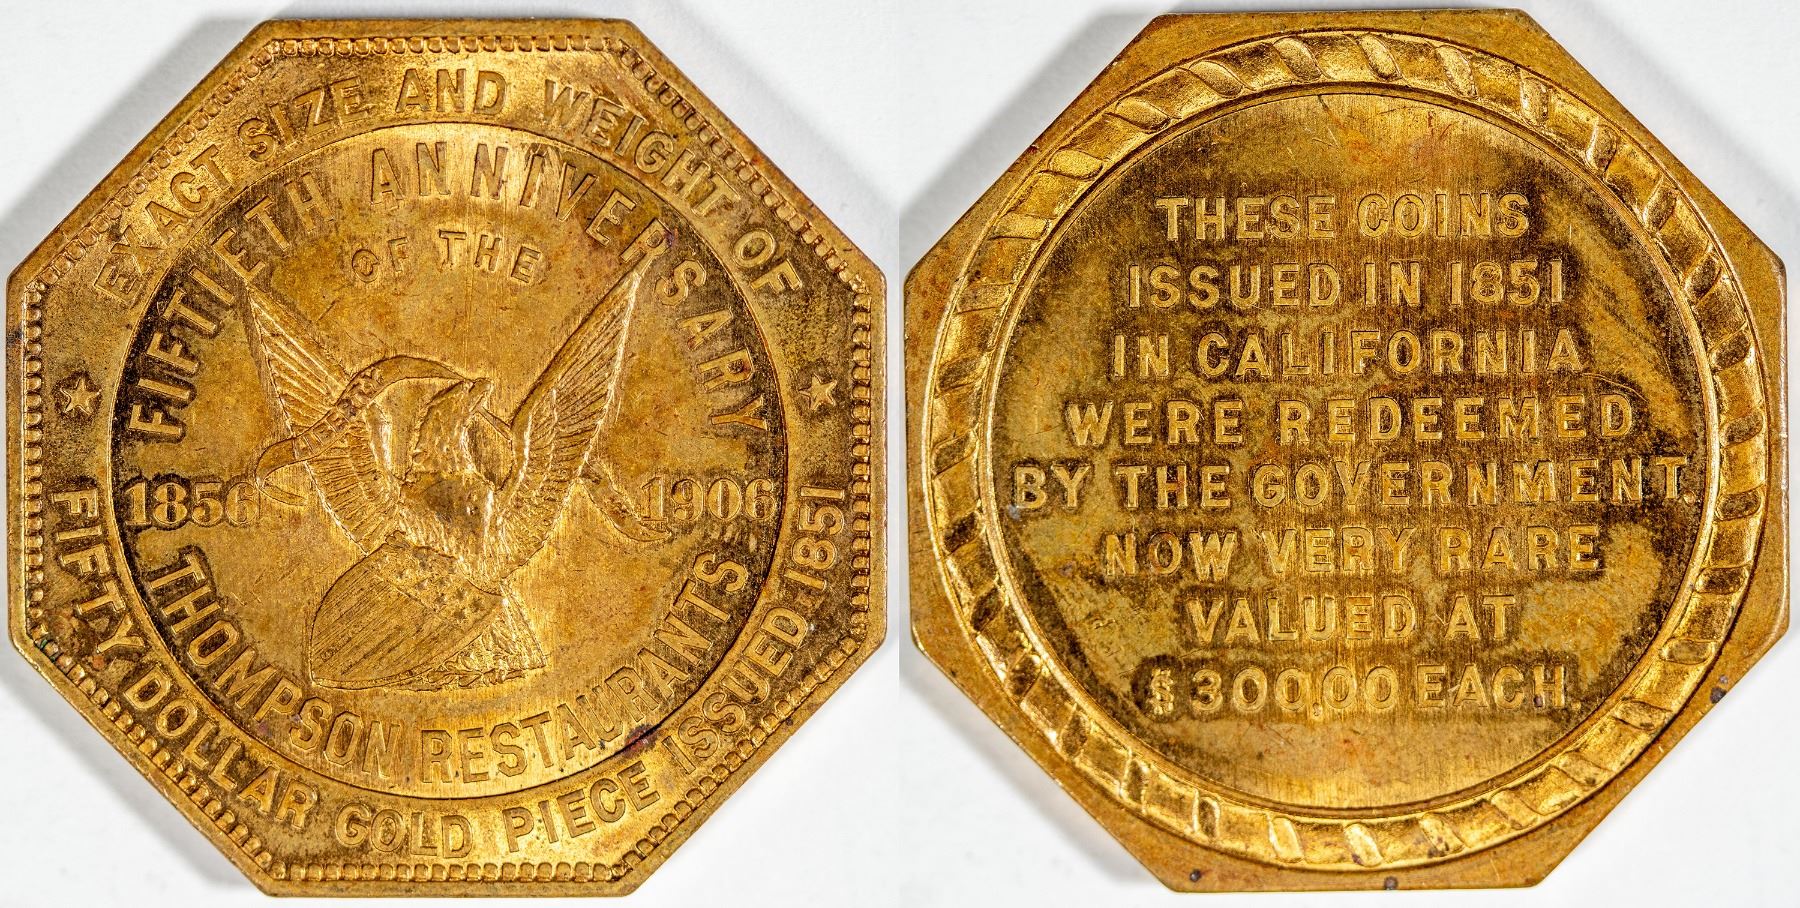 EXACT SIZE AND WEIGHT OF
FIFTY DOLLAR GOLD PIECE ISSUED 1851
FIFTIETH ANNIVERSARY
OF THE
1856 1906
THOMPSON RESTAURANTS
THESE COINS
ISSUED IN 1851
IN CALIFORNIA
WERE REDEEMED
BY THE GOVERNMENT.
NOW VERY RARE
VALUED AT
$300.00 EACH.